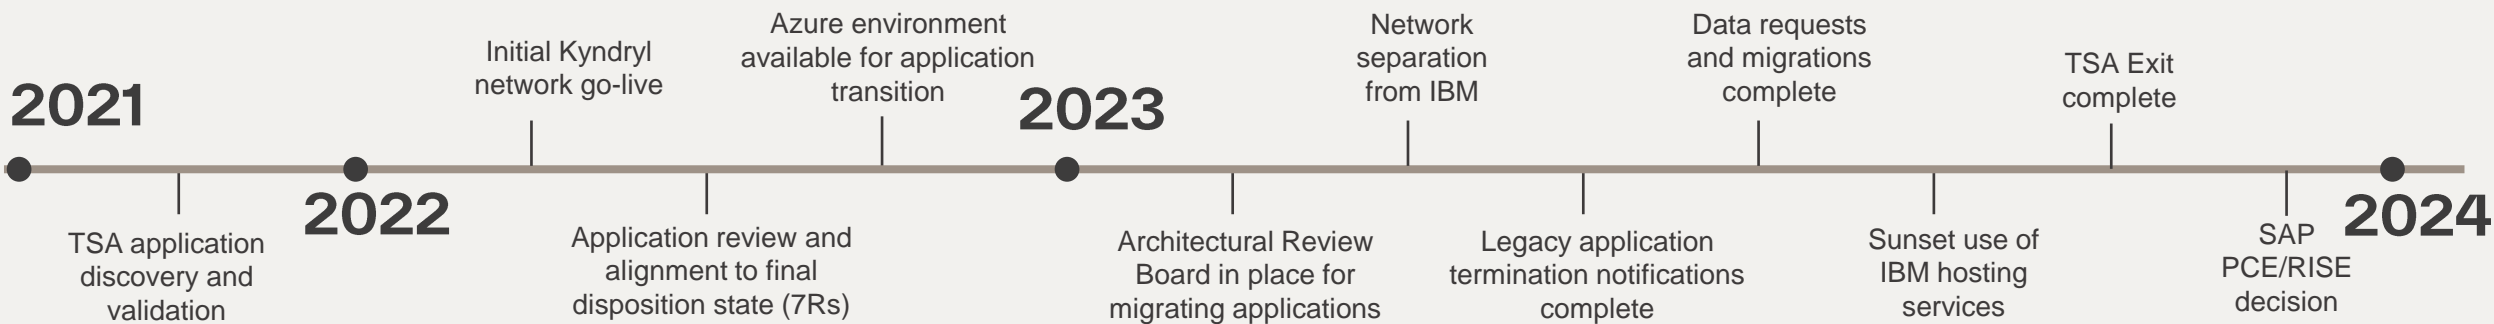 2021
TSA application
discovery and
validation
2022
Initial Kyndryl
network go-live
Application review and
alignment to final
disposition state (7Rs)
Azure environment
available for application
transition
2023
Architectural Review
Board in place for
migrating applications
Network
separation
from IBM
Legacy application
termination notifications
complete
Data requests
and migrations
complete
Sunset use of
IBM hosting
services
TSA Exit
complete
SAP
PCE/RISE
decision
2024